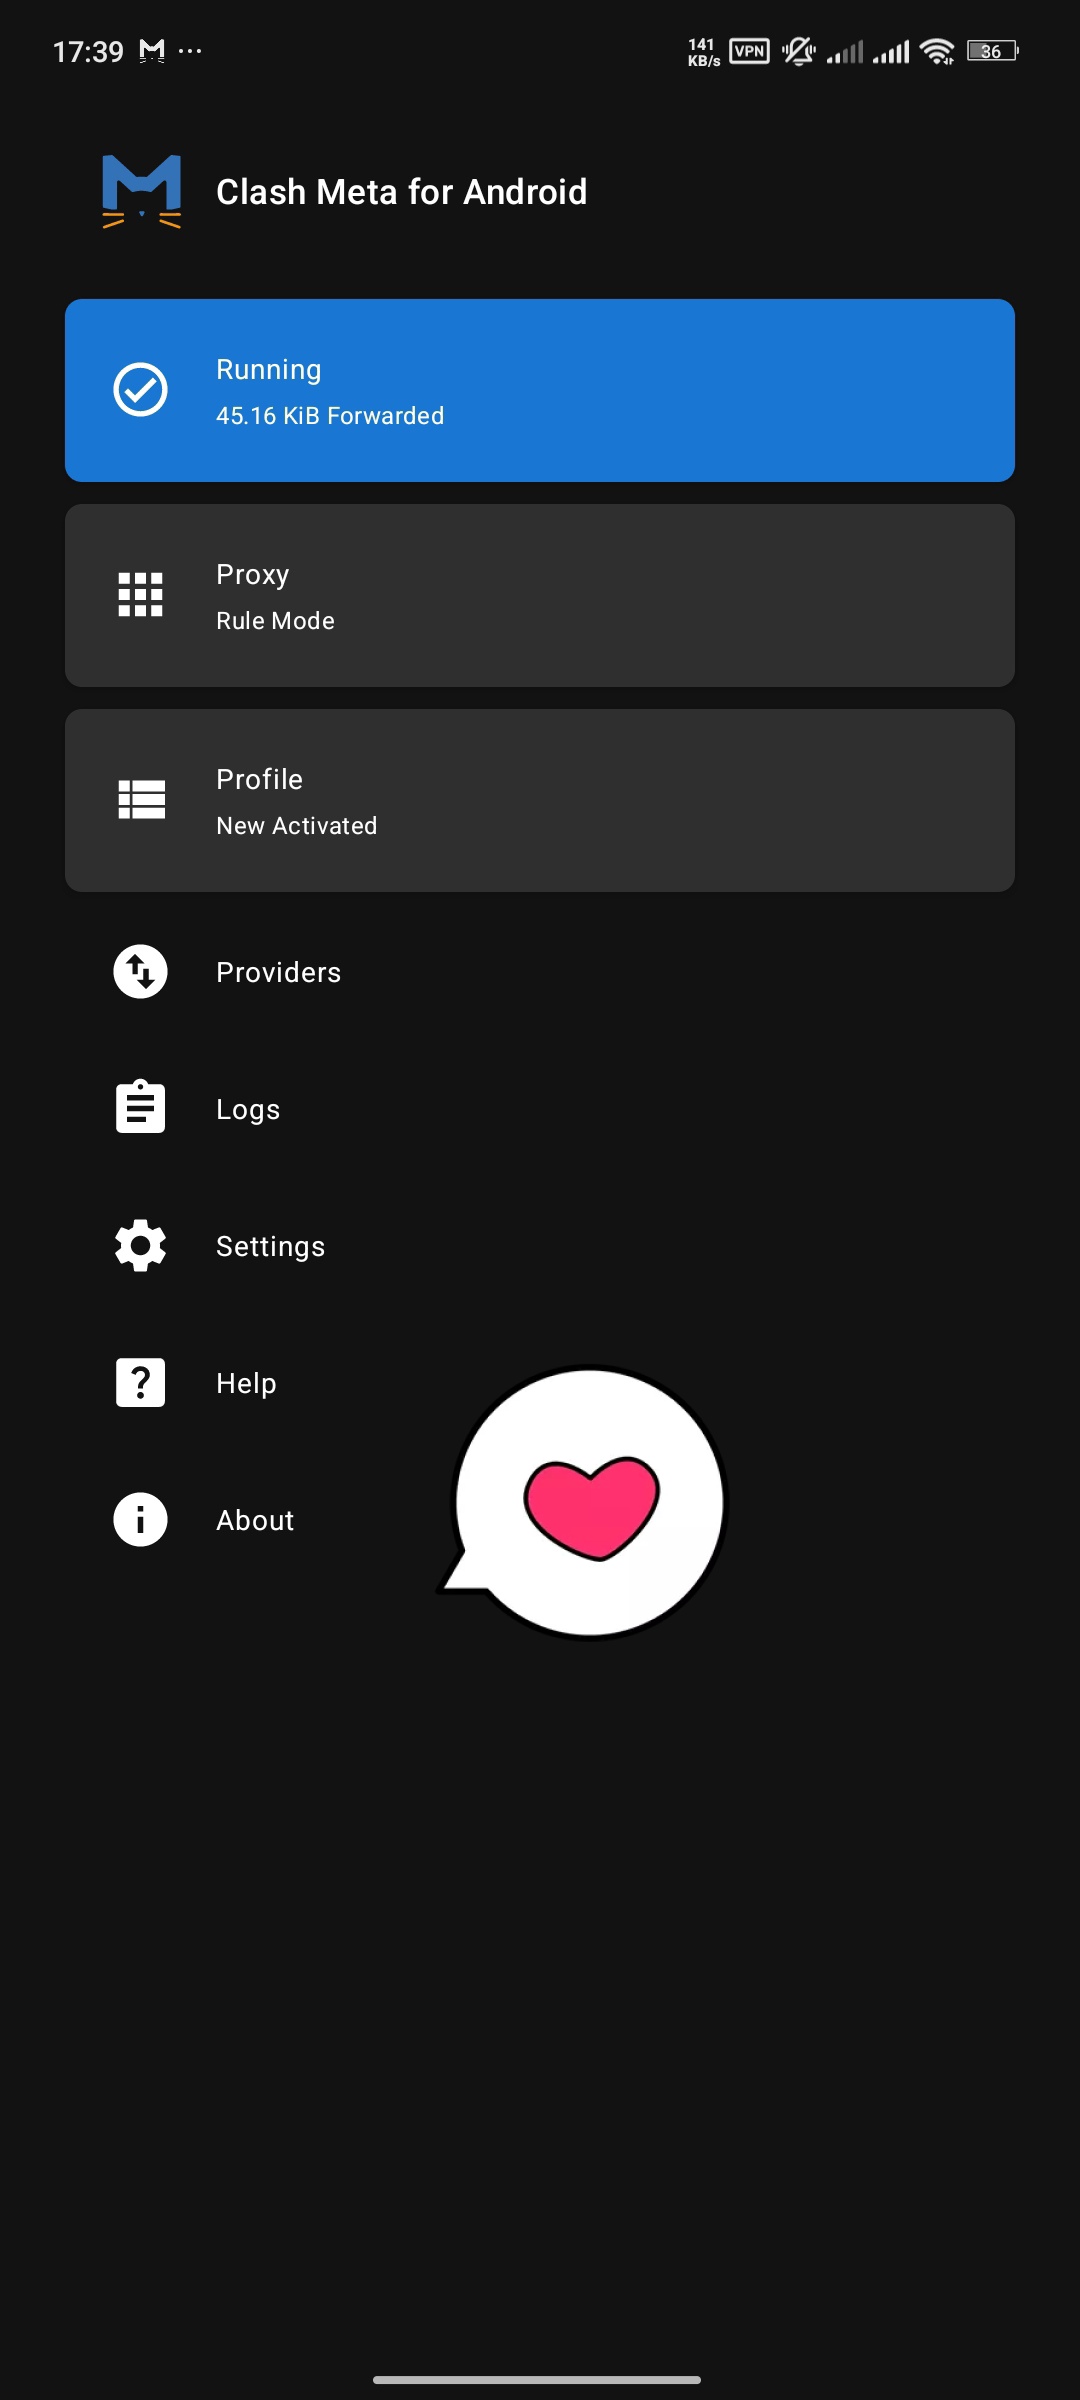 17:39 ... 141 KB/s VPN 36
Clash Meta for Android
Running
45.16 KiB Forwarded
Proxy
Rule Mode
Profile
New Activated
Providers
Logs
Settings
Help
About